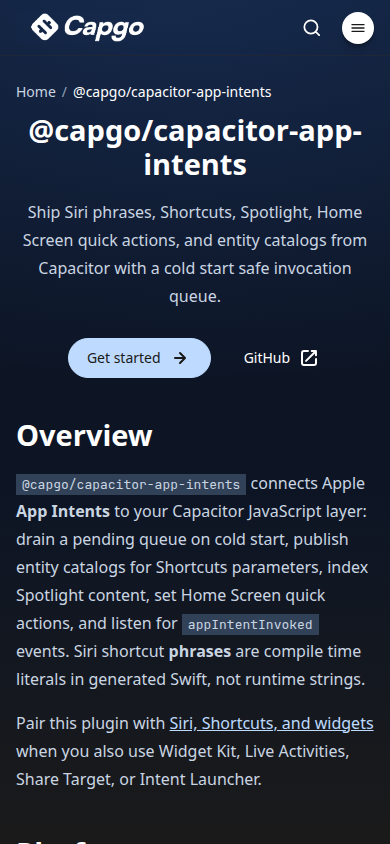 Capgo
Home / @capgo/capacitor-app-intents
@capgo/capacitor-app-
intents
Ship Siri phrases, Shortcuts, Spotlight, Home
Screen quick actions, and entity catalogs from
Capacitor with a cold start safe invocation
queue.
Get started
GitHub
Overview
@capgo/capacitor-app-intents connects Apple
App Intents to your Capacitor JavaScript layer:
drain a pending queue on cold start, publish
entity catalogs for Shortcuts parameters, index
Spotlight content, set Home Screen quick
actions, and listen for appIntentInvoked
events. Siri shortcut phrases are compile time
literals in generated Swift, not runtime strings.
Pair this plugin with Siri, Shortcuts, and widgets
when you also use Widget Kit, Live Activities,
Share Target, or Intent Launcher.